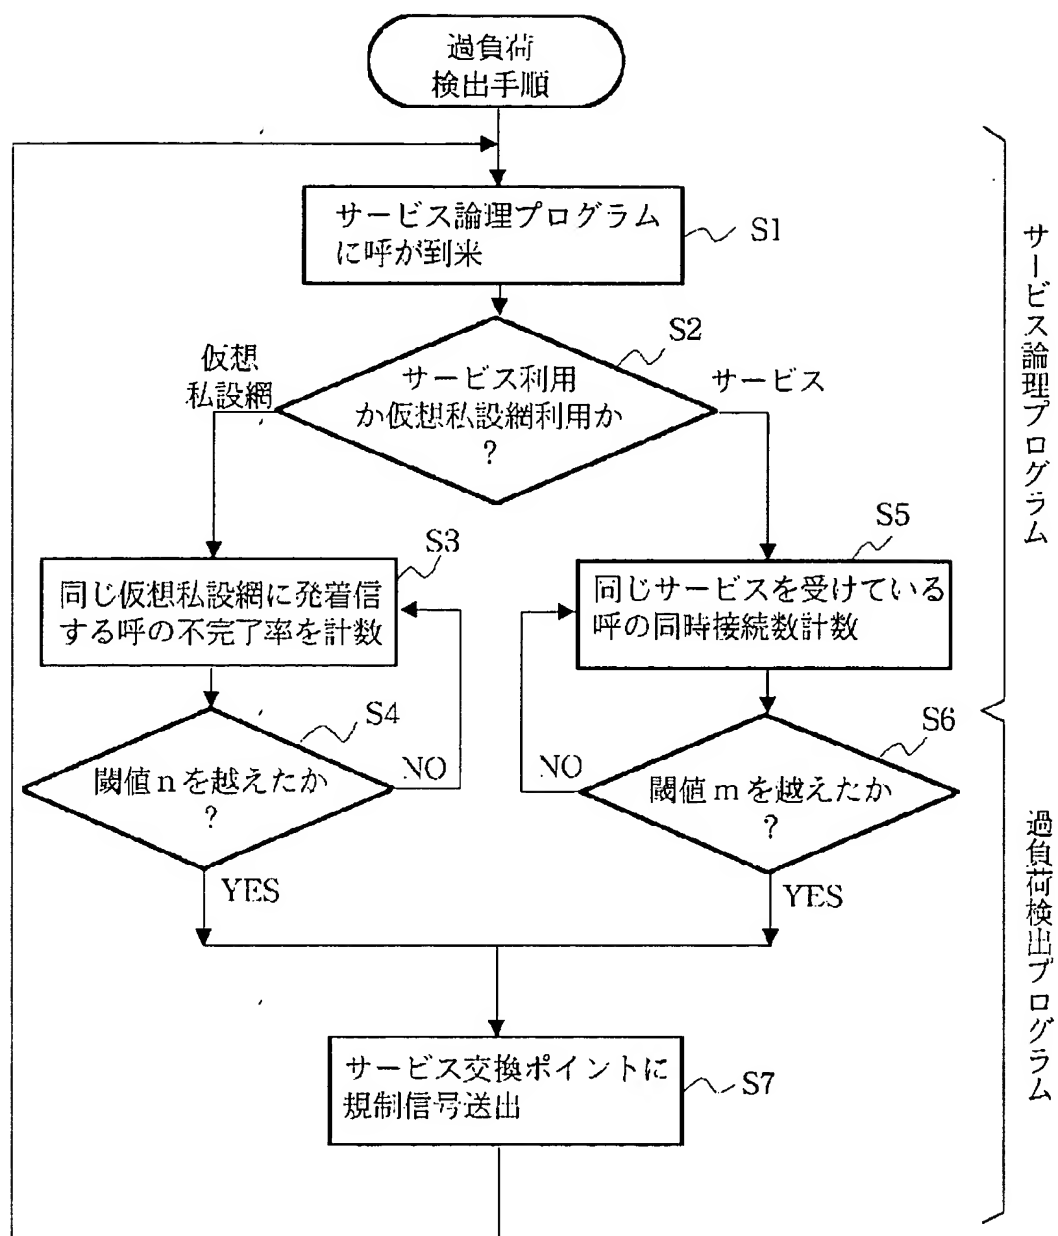 過負荷
検出手順
サービス論理プログラム
に呼が到来
S1
S2
サービス利用
か仮想私設網利用か
?
仮想
私設網
サービス
S3
同じ仮想私設網に発着信
する呼の不完了率を計数
S5
同じサービスを受けている
呼の同時接続数計数
S4
閾値nを越えたか
?
NO
YES
S6
閾値mを越えたか
?
NO
YES
サービス交換ポイントに
規制信号送出
S7
サービス論理プログラム
過負荷検出プログラム